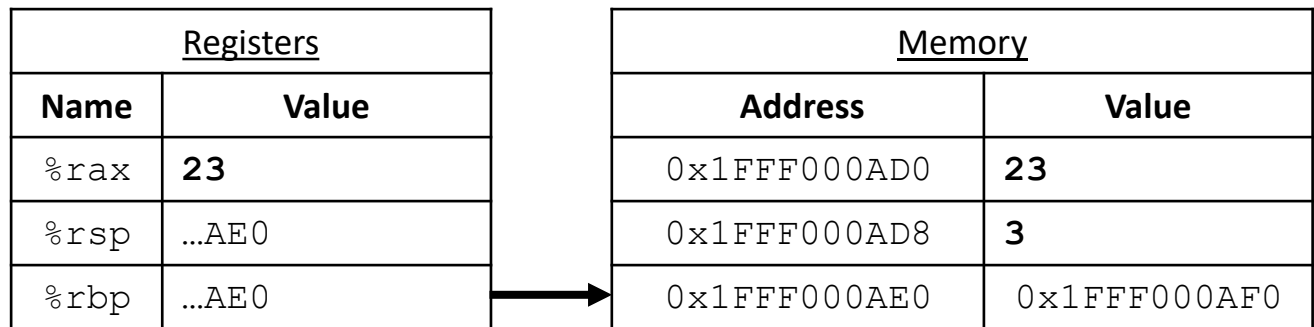 Registers Memory
Name Value Address Value
%rax 23 0x1FFF000AD0 23
%rsp …AE0 0x1FFF000AD8 3
%rbp …AE0 0x1FFF000AE0 0x1FFF000AF0